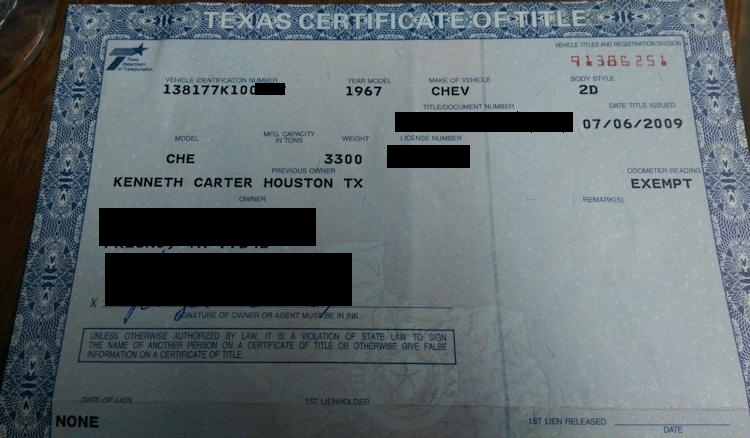 TEXAS CERTIFICATE OF TITLE
VEHICLE TITLES AND REGISTRATION DIVISION
Texas Department of Transportation
91386251
VEHICLE IDENTIFICATION NUMBER YEAR MODEL MAKE OF VEHICLE BODY STYLE
138177K10 1967 CHEV 2D
TITLE/DOCUMENT NUMBER DATE TITLE ISSUED
07/06/2009
MODEL MFG. CAPACITY IN TONS WEIGHT LICENSE NUMBER
CHE 3300
PREVIOUS OWNER ODOMETER READING
KENNETH CARTER HOUSTON TX EXEMPT
OWNER REMARK(S)
X
SIGNATURE OF OWNER OR AGENT MUST BE IN INK
UNLESS OTHERWISE AUTHORIZED BY LAW, IT IS A VIOLATION OF STATE LAW TO SIGN
THE NAME OF ANOTHER PERSON ON A CERTIFICATE OF TITLE OR OTHERWISE GIVE FALSE
INFORMATION ON A CERTIFICATE OF TITLE.
DATE OF LIEN 1ST LIENHOLDER
NONE
1ST LIEN RELEASED
DATE